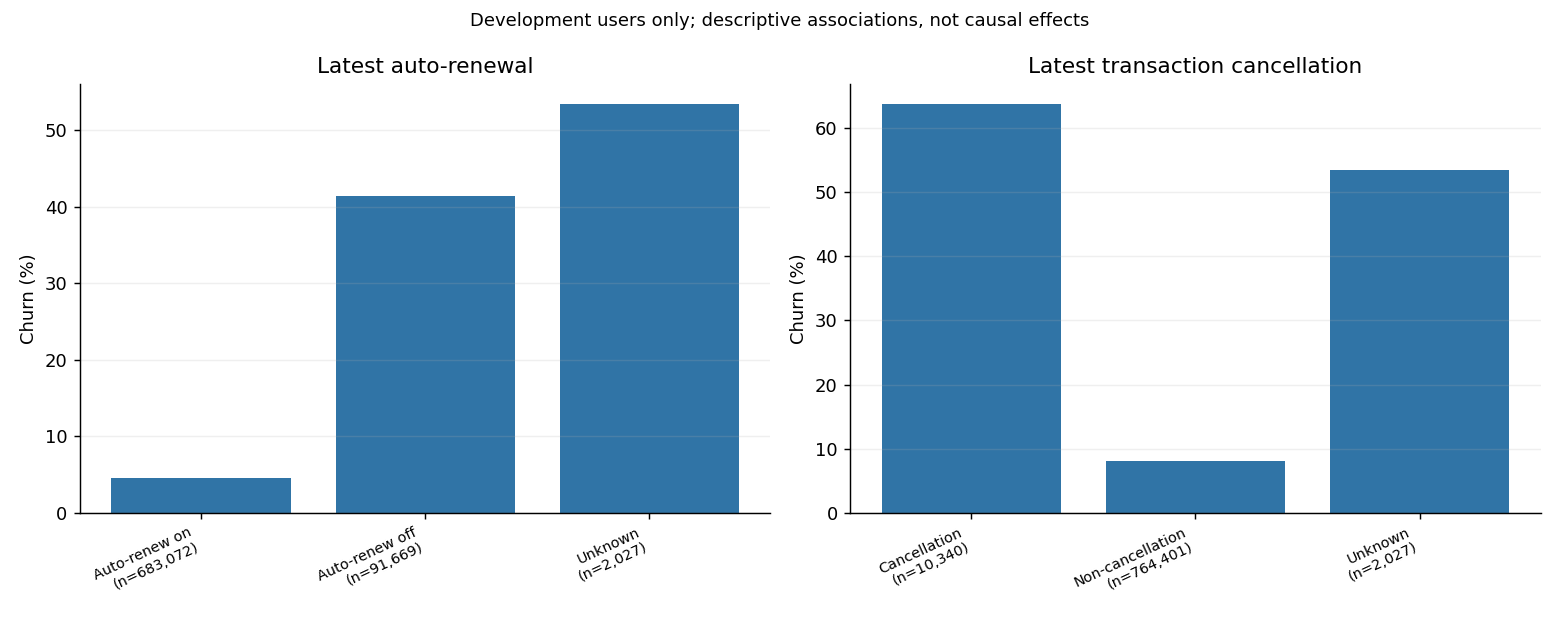 Development users only; descriptive associations, not causal effects
Latest auto-renewal
Churn (%)
50
40
30
20
10
0
Auto-renew on
(n=683,072)
Auto-renew off
(n=91,669)
Unknown
(n=2,027)
Latest transaction cancellation
Churn (%)
60
50
40
30
20
10
0
Cancellation
(n=10,340)
Non-cancellation
(n=764,401)
Unknown
(n=2,027)